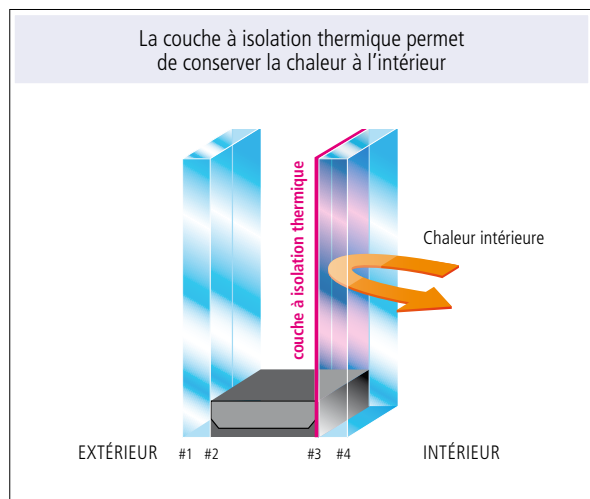 La couche à isolation thermique permet
de conserver la chaleur à l'intérieur
couche à isolation thermique
Chaleur intérieure
EXTÉRIEUR #1 #2 #3 #4 INTÉRIEUR